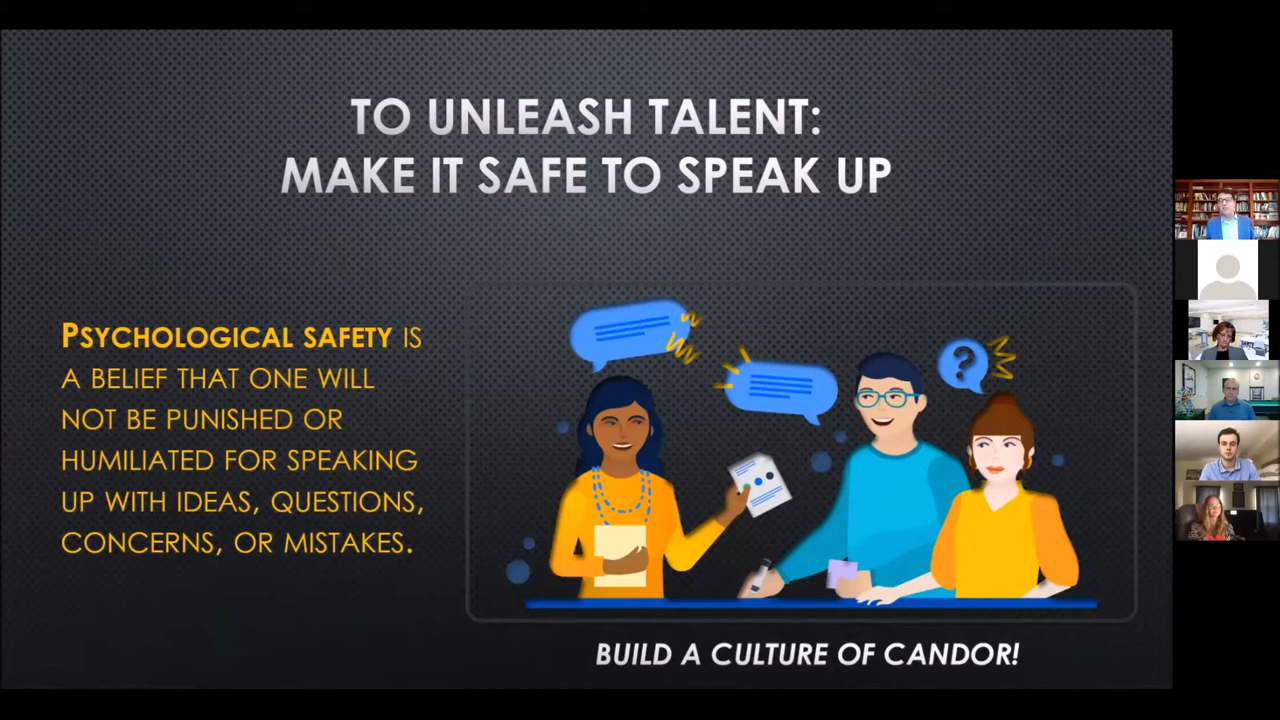 TO UNLEASH TALENT:
MAKE IT SAFE TO SPEAK UP
PSYCHOLOGICAL SAFETY IS
A BELIEF THAT ONE WILL
NOT BE PUNISHED OR
HUMILIATED FOR SPEAKING
UP WITH IDEAS, QUESTIONS,
CONCERNS, OR MISTAKES.
?
BUILD A CULTURE OF CANDOR!